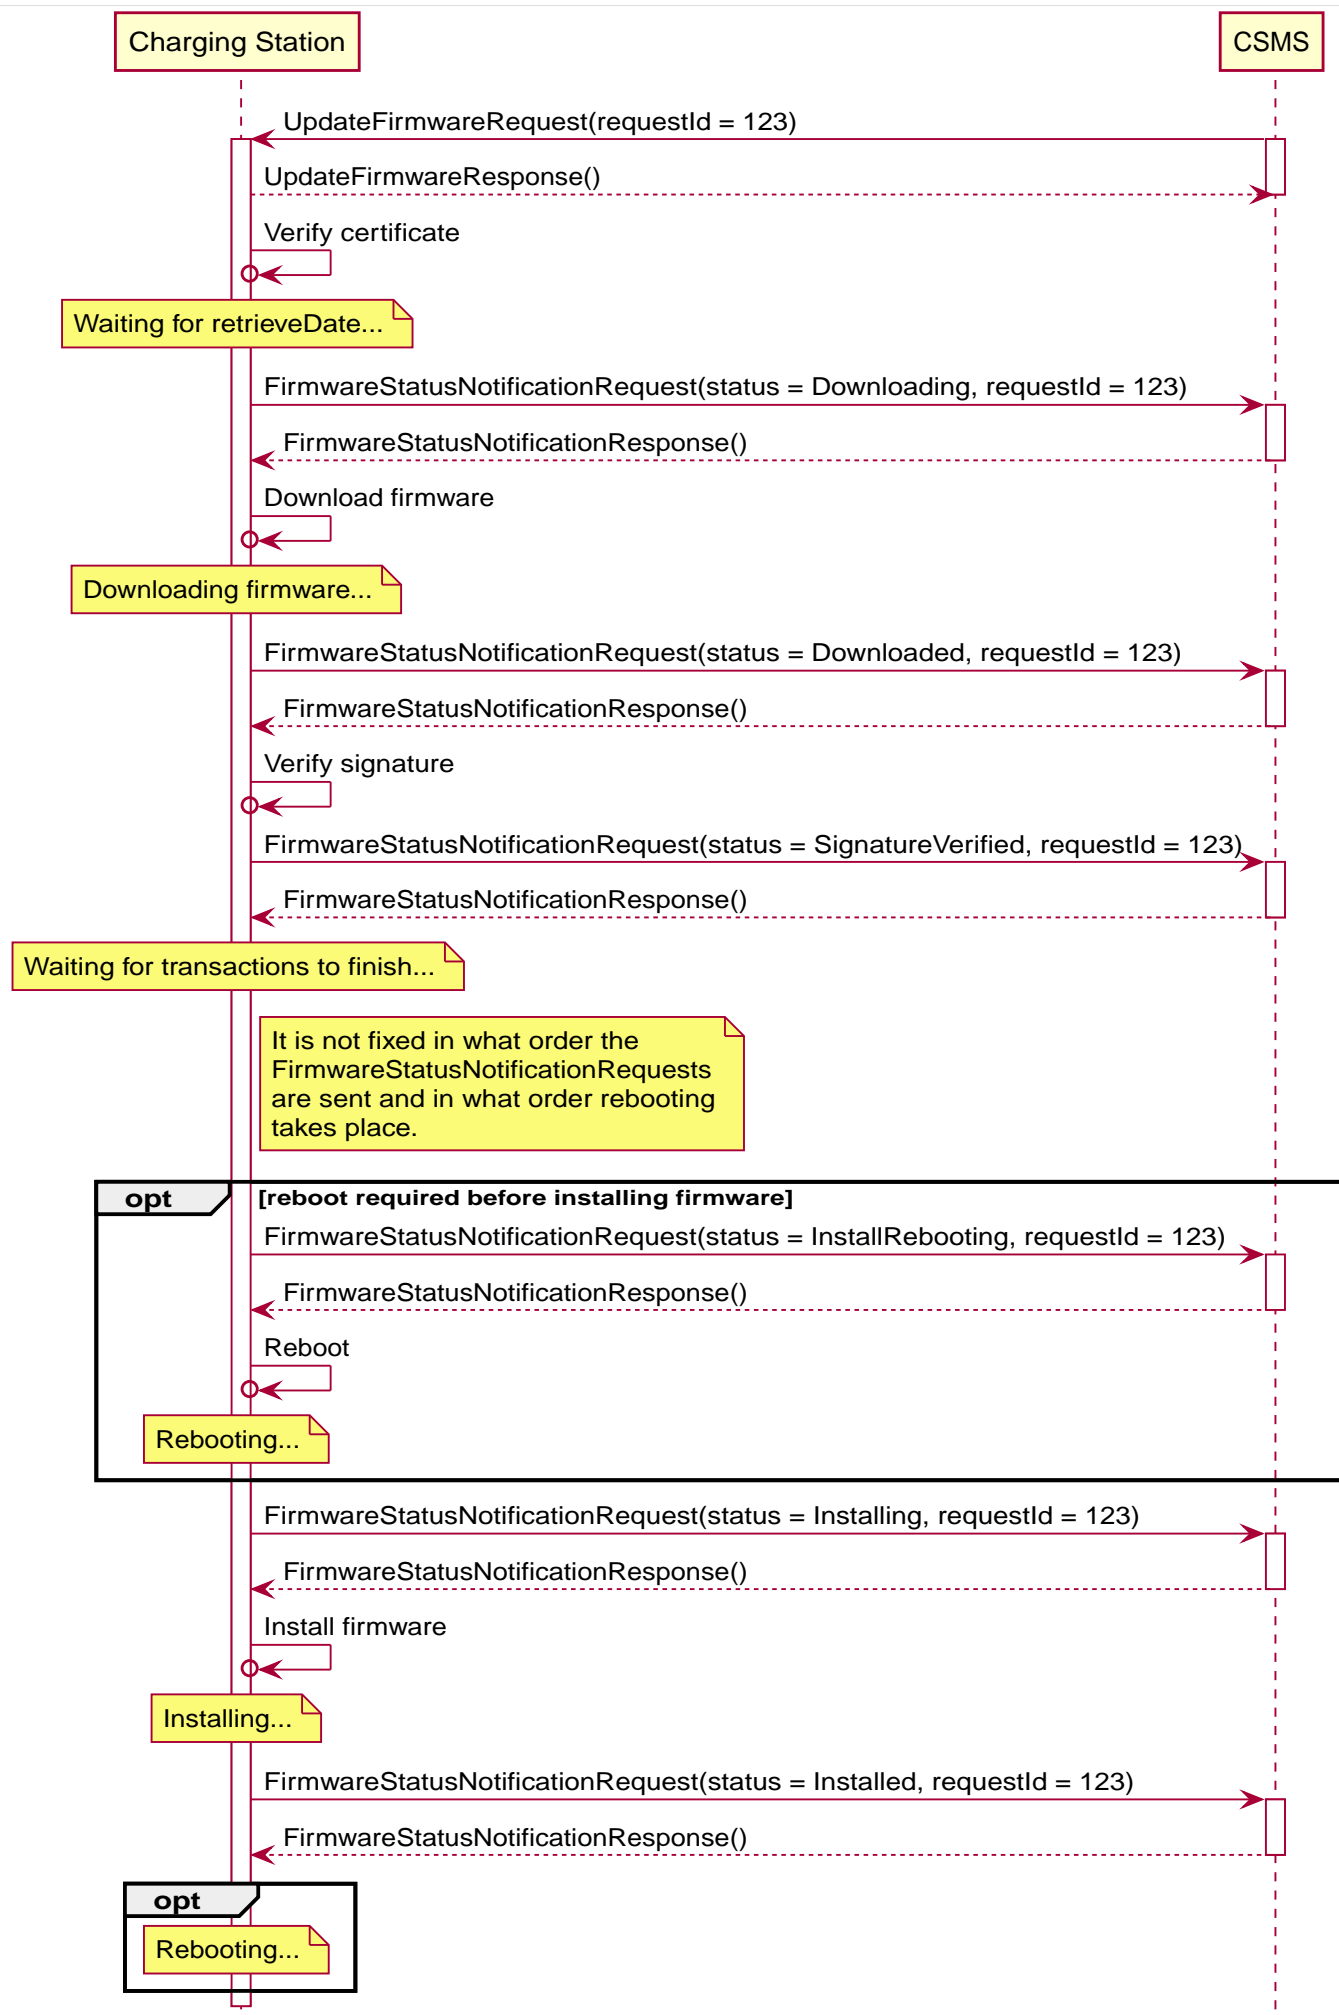 Charging Station
CSMS
UpdateFirmwareRequest(requestId = 123)
UpdateFirmwareResponse()
Verify certificate
Waiting for retrieveDate...
FirmwareStatusNotificationRequest(status = Downloading, requestId = 123)
FirmwareStatusNotificationResponse()
Download firmware
Downloading firmware...
FirmwareStatusNotificationRequest(status = Downloaded, requestId = 123)
FirmwareStatusNotificationResponse()
Verify signature
FirmwareStatusNotificationRequest(status = SignatureVerified, requestId = 123)
FirmwareStatusNotificationResponse()
Waiting for transactions to finish...
It is not fixed in what order the
FirmwareStatusNotificationRequests
are sent and in what order rebooting
takes place.
opt [reboot required before installing firmware]
FirmwareStatusNotificationRequest(status = InstallRebooting, requestId = 123)
FirmwareStatusNotificationResponse()
Reboot
Rebooting...
FirmwareStatusNotificationRequest(status = Installing, requestId = 123)
FirmwareStatusNotificationResponse()
Install firmware
Installing...
FirmwareStatusNotificationRequest(status = Installed, requestId = 123)
FirmwareStatusNotificationResponse()
opt
Rebooting...